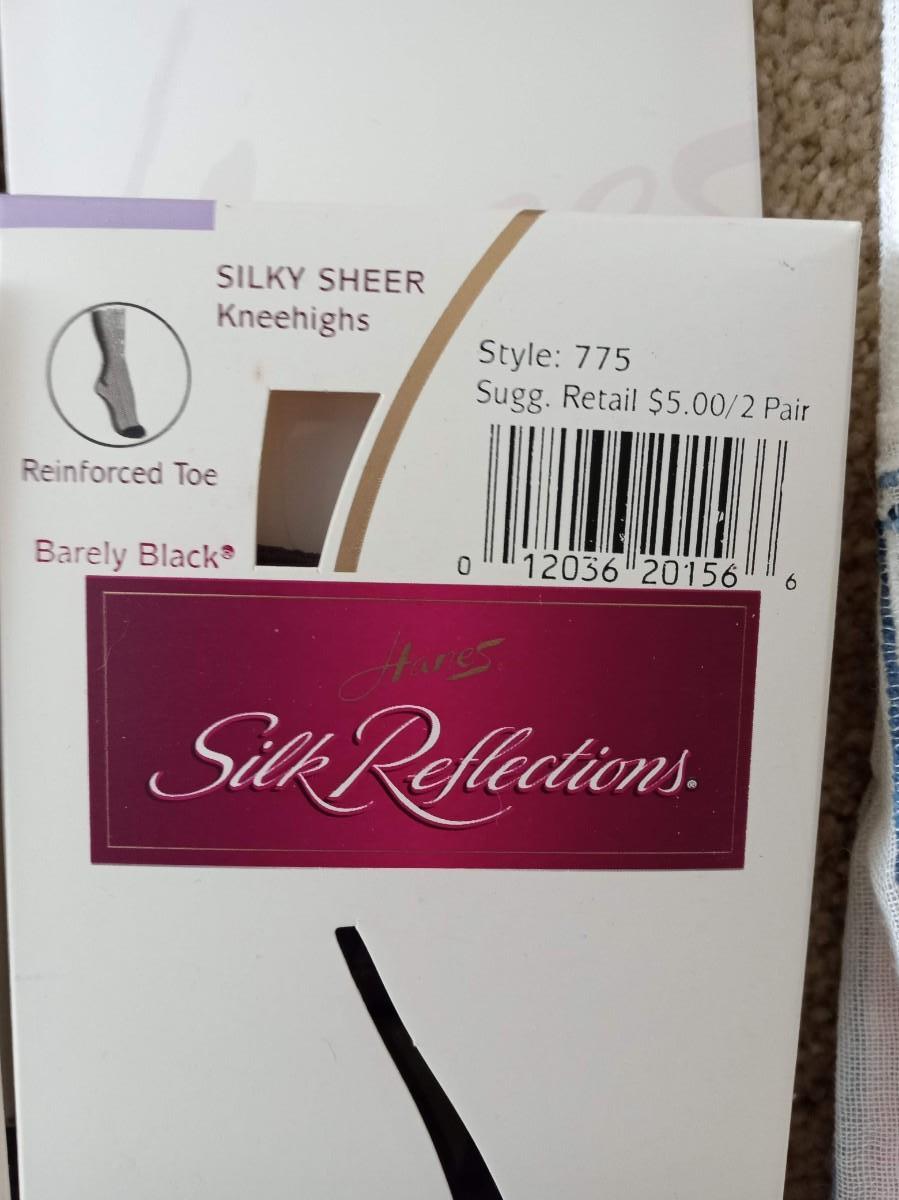 SILKY SHEER
Kneehighs
Style: 775
Sugg. Retail $5.00/2 Pair
Reinforced Toe
Barely Black®
0 12036 20156 6
Hanes
Silk Reflections®